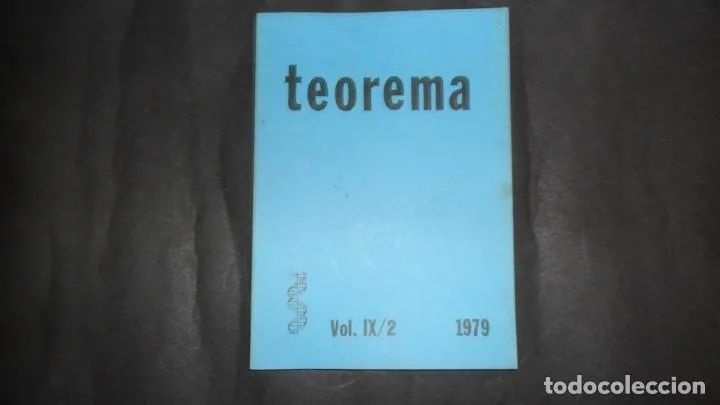 teorema
Vol. IX/2 1979
todocoleccion